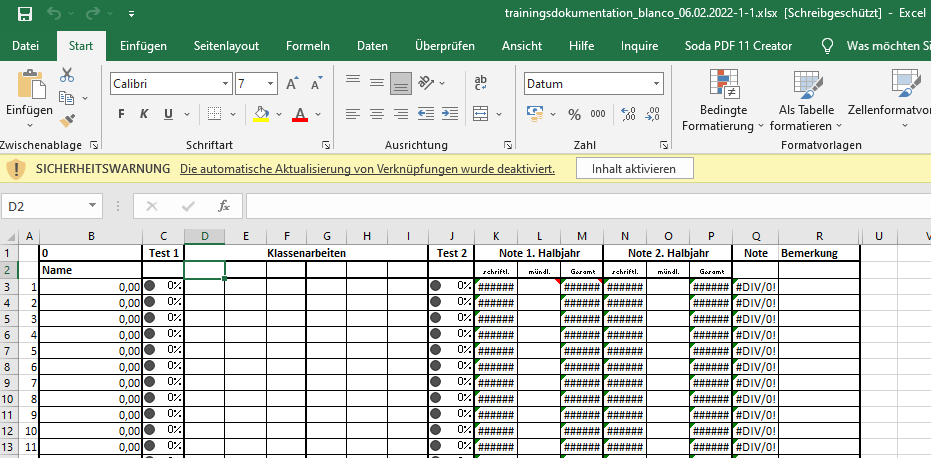 trainingsdokumentation_blanco_06.02.2022-1-1.xlsx [Schreibgeschützt] - Excel
Datei Start Einfügen Seitenlayout Formeln Daten Überprüfen Ansicht Hilfe Inquire Soda PDF 11 Creator Was möchten Si
Calibri 7 A A ab Datum
Einfügen F K U A % 000 Bedingte Als Tabelle Zellenformatvor
Formatierung formatieren
Zwischenablage Schriftart Ausrichtung Zahl Formatvorlagen
SICHERHEITSWARNUNG Die automatische Aktualisierung von Verknüpfungen wurde deaktiviert. Inhalt aktivieren
D2 fx
A B C D E F G H I J K L M N O P Q R U V
1 0 Test 1 Klassenarbeiten Test 2 Note 1. Halbjahr Note 2. Halbjahr Note Bemerkung
2 Name schriftl. mündl. Gesamt schriftl. mündl. Gesamt
3 1 0,00 0% 0% ###### ###### ###### ###### #DIV/0!
4 2 0,00 0% 0% ###### ###### ###### ###### #DIV/0!
5 3 0,00 0% 0% ###### ###### ###### ###### #DIV/0!
6 4 0,00 0% 0% ###### ###### ###### ###### #DIV/0!
7 5 0,00 0% 0% ###### ###### ###### ###### #DIV/0!
8 6 0,00 0% 0% ###### ###### ###### ###### #DIV/0!
9 7 0,00 0% 0% ###### ###### ###### ###### #DIV/0!
10 8 0,00 0% 0% ###### ###### ###### ###### #DIV/0!
11 9 0,00 0% 0% ###### ###### ###### ###### #DIV/0!
12 10 0,00 0% 0% ###### ###### ###### ###### #DIV/0!
13 11 0,00 0% 0% ###### ###### ###### ###### #DIV/0!